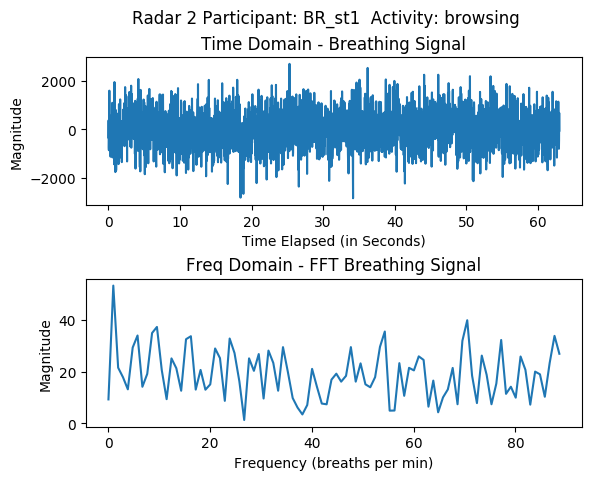 Radar 2 Participant: BR_st1  Activity: browsing
Time Domain - Breathing Signal
Magnitude
2000
0
−2000
0 10 20 30 40 50 60
Time Elapsed (in Seconds)
Freq Domain - FFT Breathing Signal
Magnitude
40
20
0
0 20 40 60 80
Frequency (breaths per min)